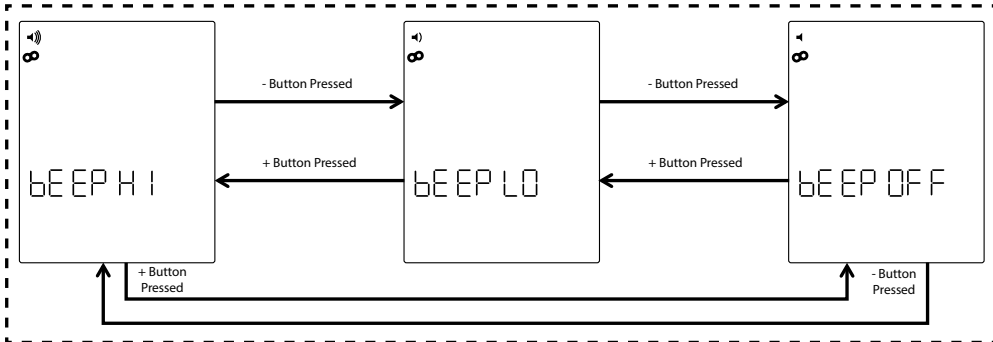 - Button Pressed
- Button Pressed
+ Button Pressed
+ Button Pressed
bEEP HI
bEEP LO
bEEP OFF
+ Button
Pressed
- Button
Pressed